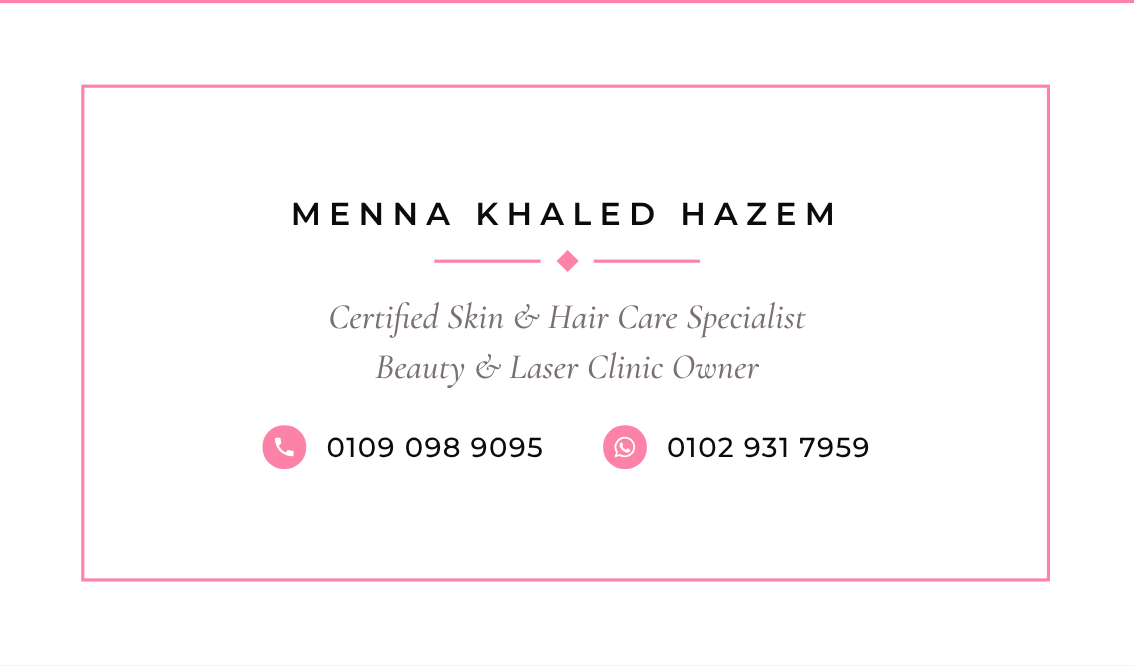 MENNA KHALED HAZEM
Certified Skin & Hair Care Specialist
Beauty & Laser Clinic Owner
0109 098 9095 0102 931 7959